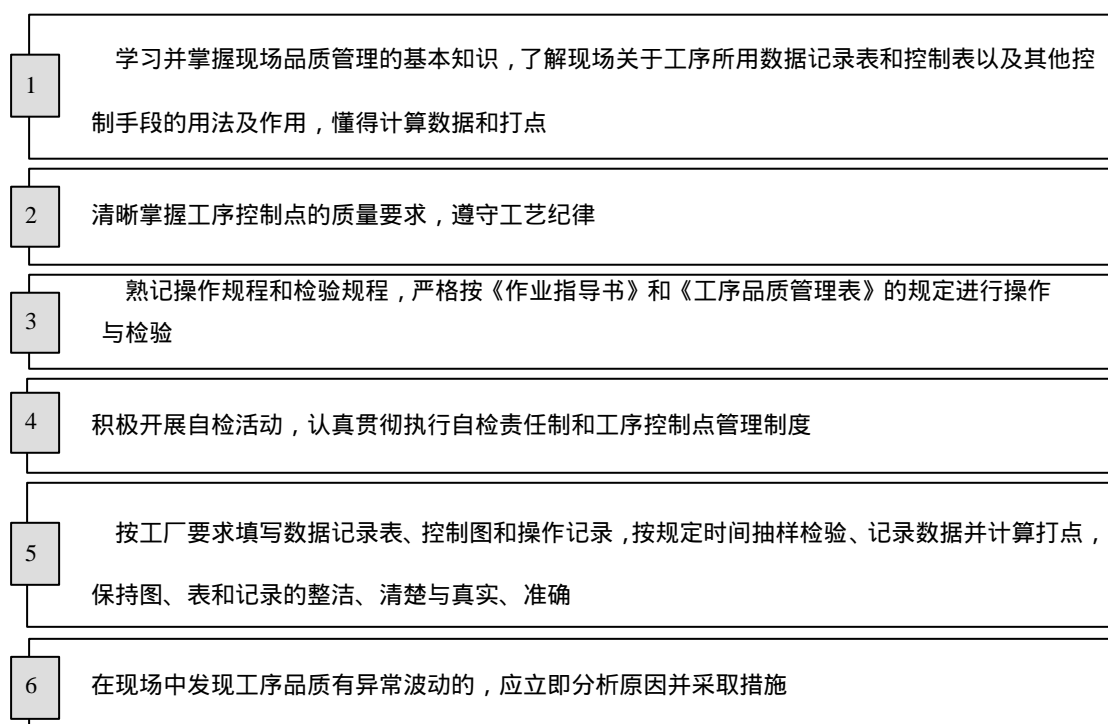 1
学习并掌握现场品质管理的基本知识，了解现场关于工序所用数据记录表和控制表以及其他控
制手段的用法及作用，懂得计算数据和打点
2
清晰掌握工序控制点的质量要求，遵守工艺纪律
3
熟记操作规程和检验规程，严格按《作业指导书》和《工序品质管理表》的规定进行操作
与检验
4
积极开展自检活动，认真贯彻执行自检责任制和工序控制点管理制度
5
按工厂要求填写数据记录表、控制图和操作记录，按规定时间抽样检验、记录数据并计算打点，
保持图、表和记录的整洁、清楚与真实、准确
6
在现场中发现工序品质有异常波动的，应立即分析原因并采取措施